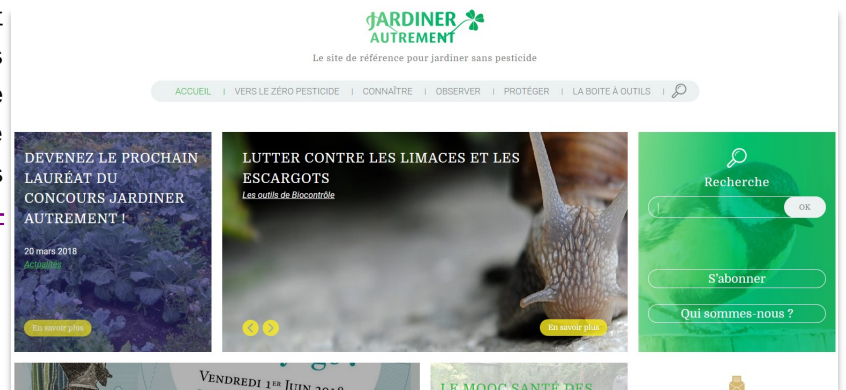 JARDINER
AUTREMENT
Le site de référence pour jardiner sans pesticide
ACCUEIL | VERS LE ZÉRO PESTICIDE | CONNAÎTRE | OBSERVER | PROTÉGER | LA BOITE À OUTILS |
DEVENEZ LE PROCHAIN
LAURÉAT DU
CONCOURS JARDINER
AUTREMENT !
20 mars 2018
Actualités
En savoir plus
LUTTER CONTRE LES LIMACES ET LES
ESCARGOTS
Les outils de Biocontrôle
En savoir plus
Recherche
OK
S'abonner
Qui sommes-nous ?
VENDREDI 1ER JUIN 2018
LE MOOC SANTÉ DES